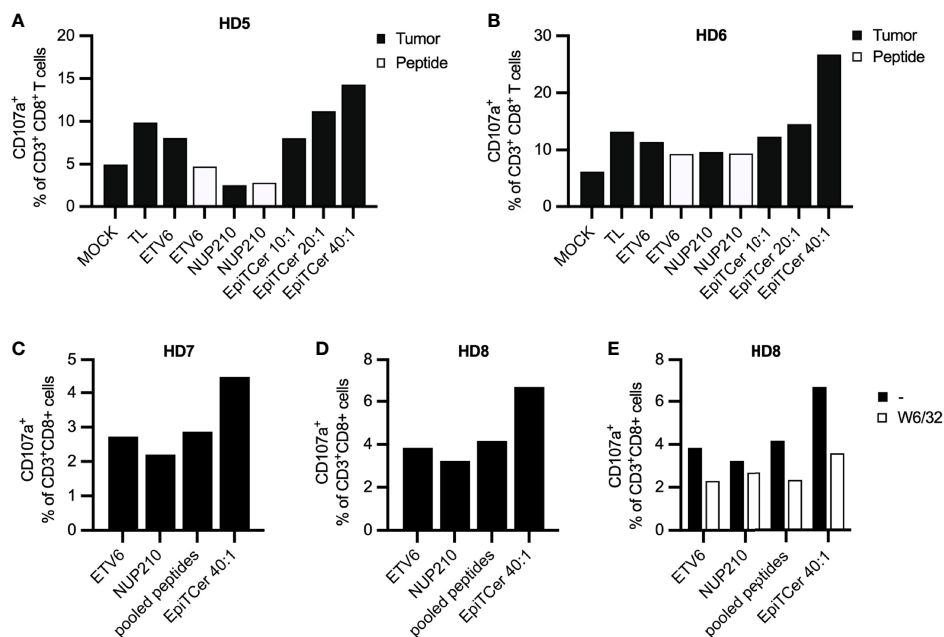 A
HD5
CD107a+
% of CD3+ CD8+ T cells
20
15
10
5
0
MOCK
TL
ETV6
ETV6
NUP210
NUP210
EpiTCer 10:1
EpiTCer 20:1
EpiTCer 40:1
Tumor
Peptide
B
HD6
CD107a+
% of CD3+ CD8+ T cells
30
20
10
0
MOCK
TL
ETV6
ETV6
NUP210
NUP210
EpiTCer 10:1
EpiTCer 20:1
EpiTCer 40:1
Tumor
Peptide
C
HD7
CD107a+
% of CD3+CD8+ cells
5
4
3
2
1
0
ETV6
NUP210
pooled peptides
EpiTCer 40:1
D
HD8
CD107a+
% of CD3+CD8+ cells
8
6
4
2
0
ETV6
NUP210
pooled peptides
EpiTCer 40:1
E
HD8
CD107a+
% of CD3+CD8+ cells
8
6
4
2
0
ETV6
NUP210
pooled peptides
EpiTCer 40:1
-
W6/32